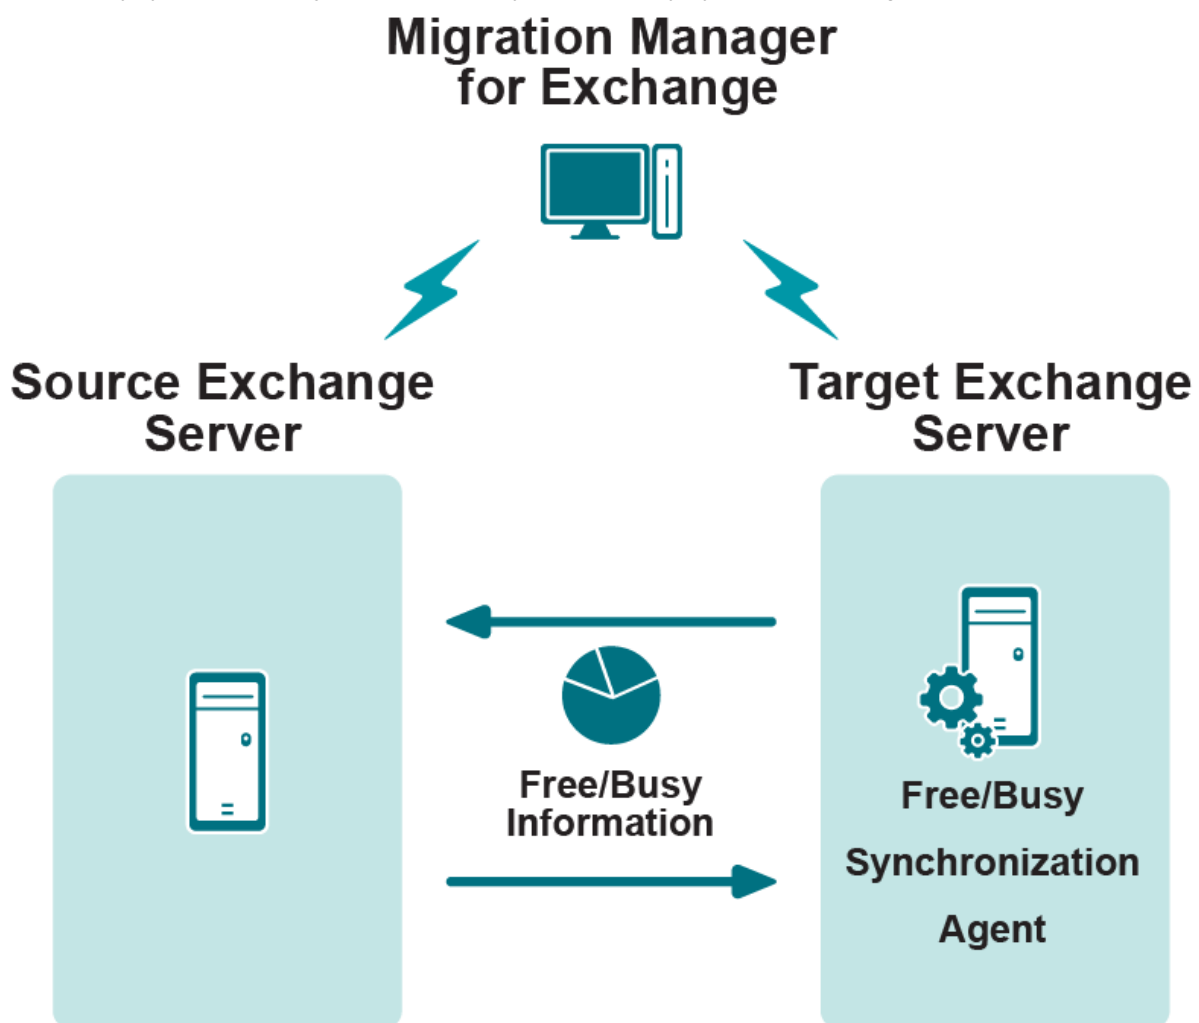 Migration Manager
for Exchange
Source Exchange
Server
Target Exchange
Server
Free/Busy
Information
Free/Busy
Synchronization
Agent